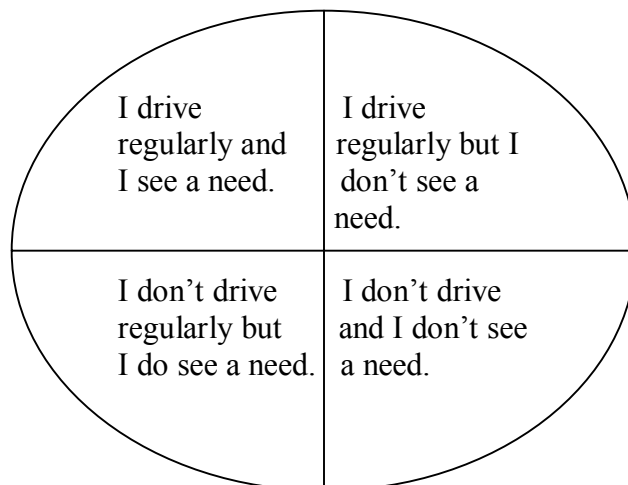 I drive
regularly and
I see a need.
I drive
regularly but I
don’t see a
need.
I don’t drive
regularly but
I do see a need.
I don’t drive
and I don’t see
a need.